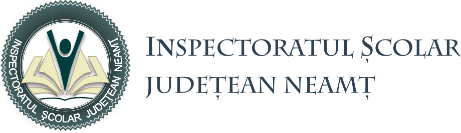 INSPECTORATUL ȘCOLAR JUDEȚEAN NEAMȚ
INSPECTORATUL ȘCOLAR
JUDEȚEAN NEAMȚ